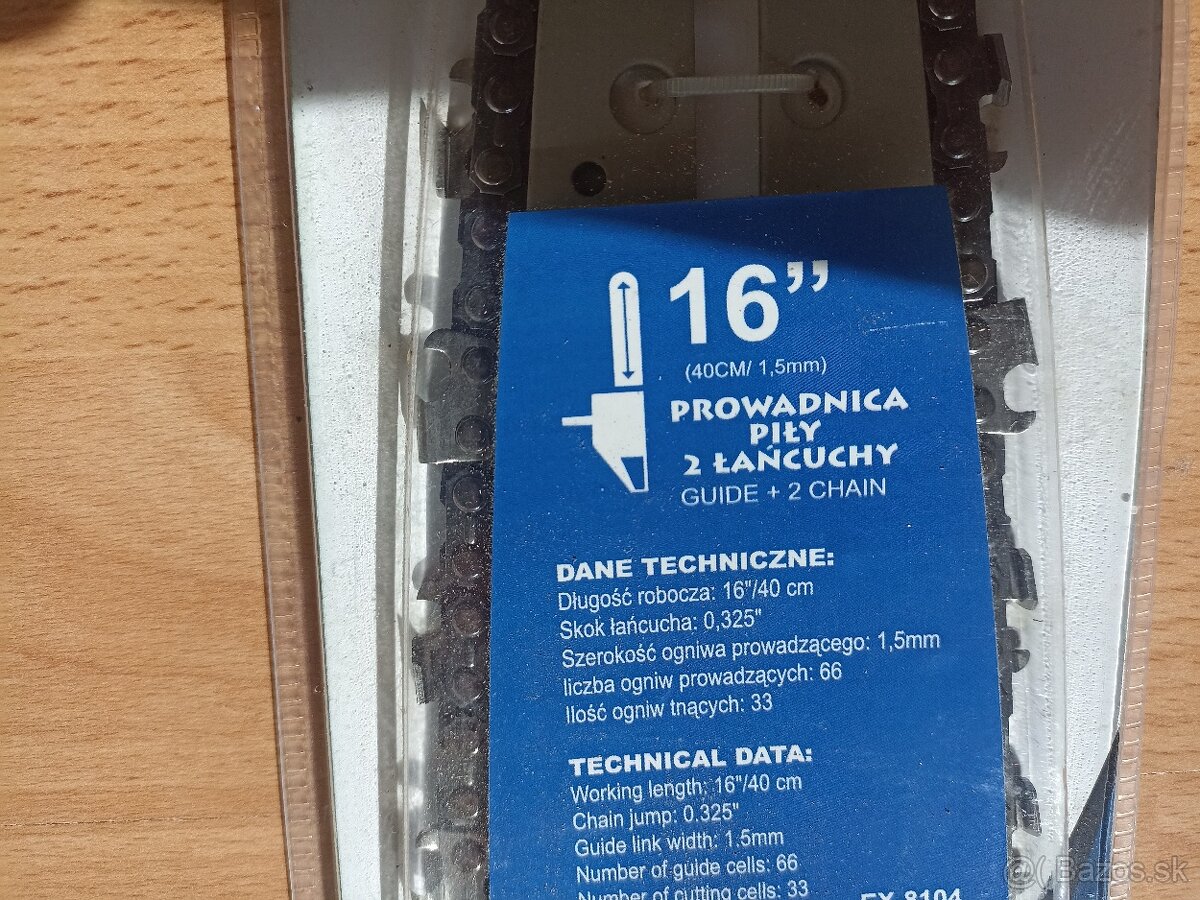 16”
(40CM/ 1,5mm)
PROWADNICA
PIŁY
2 ŁAŃCUCHY
GUIDE + 2 CHAIN
DANE TECHNICZNE:
Długość robocza: 16"/40 cm
Skok łańcucha: 0,325"
Szerokość ogniwa prowadzącego: 1,5mm
liczba ogniw prowadzących: 66
Ilość ogniw tnących: 33
TECHNICAL DATA:
Working length: 16"/40 cm
Chain jump: 0.325"
Guide link width: 1.5mm
Number of guide cells: 66
Number of cutting cells: 33
FX-8104
@ Bazos.sk